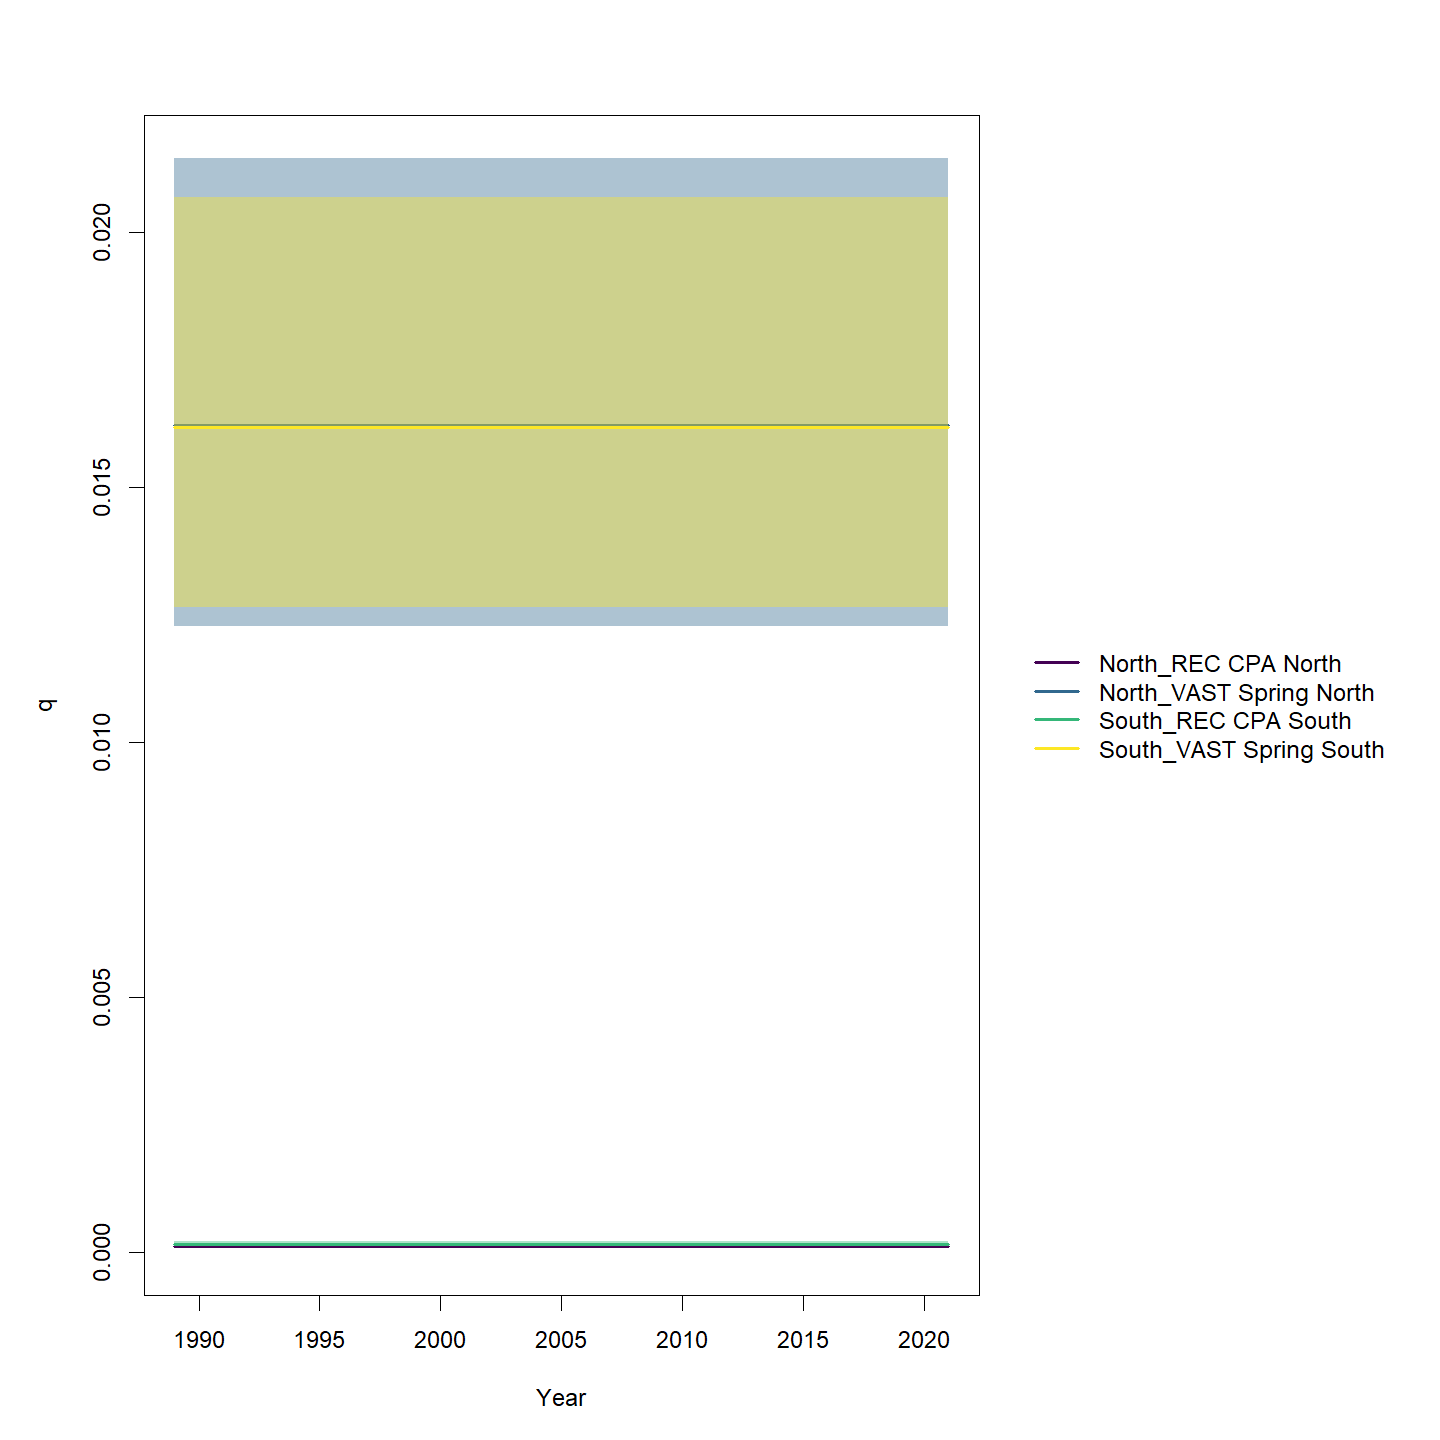 0.020
0.015
0.010
0.005
0.000
q
1990 1995 2000 2005 2010 2015 2020
Year
North_REC CPA North
North_VAST Spring North
South_REC CPA South
South_VAST Spring South